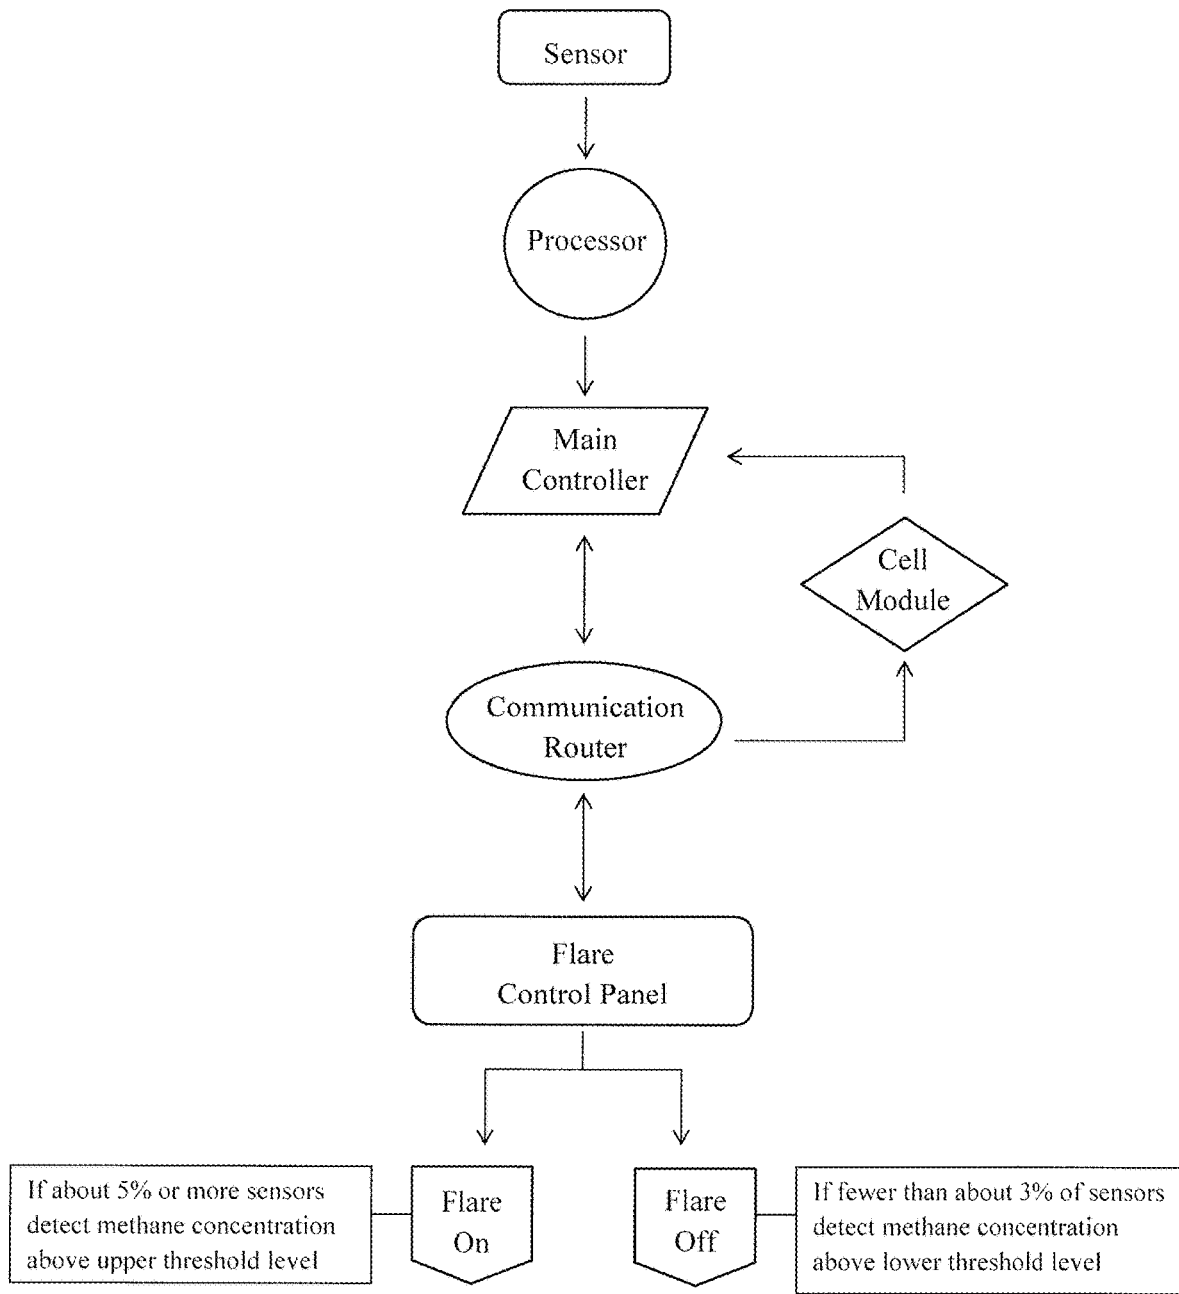 Sensor
Processor
Main
Controller
Cell
Module
Communication
Router
Flare
Control Panel
If about 5% or more sensors
detect methane concentration
above upper threshold level
Flare
On
Flare
Off
If fewer than about 3% of sensors
detect methane concentration
above lower threshold level